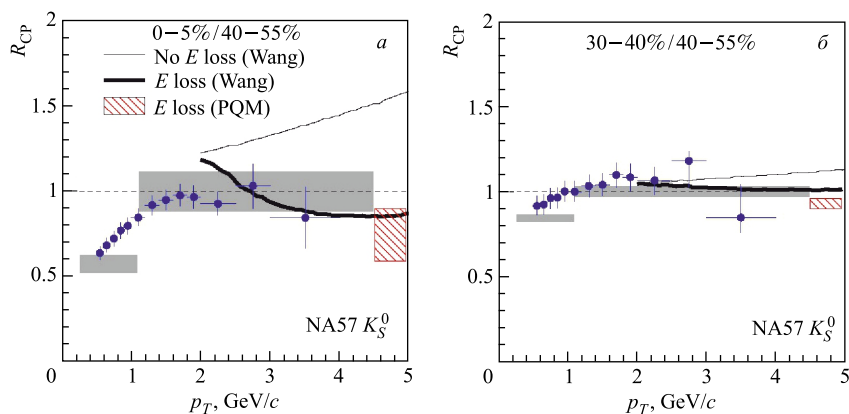 R_CP
2
1.5
1
0.5
0
0–5%/40–55%
а
No E loss (Wang)
E loss (Wang)
E loss (PQM)
NA57 K_S^0
1 2 3 4 5
p_T, GeV/c
R_CP
2
1.5
1
0.5
0
30–40%/40–55%
б
NA57 K_S^0
1 2 3 4 5
p_T, GeV/c